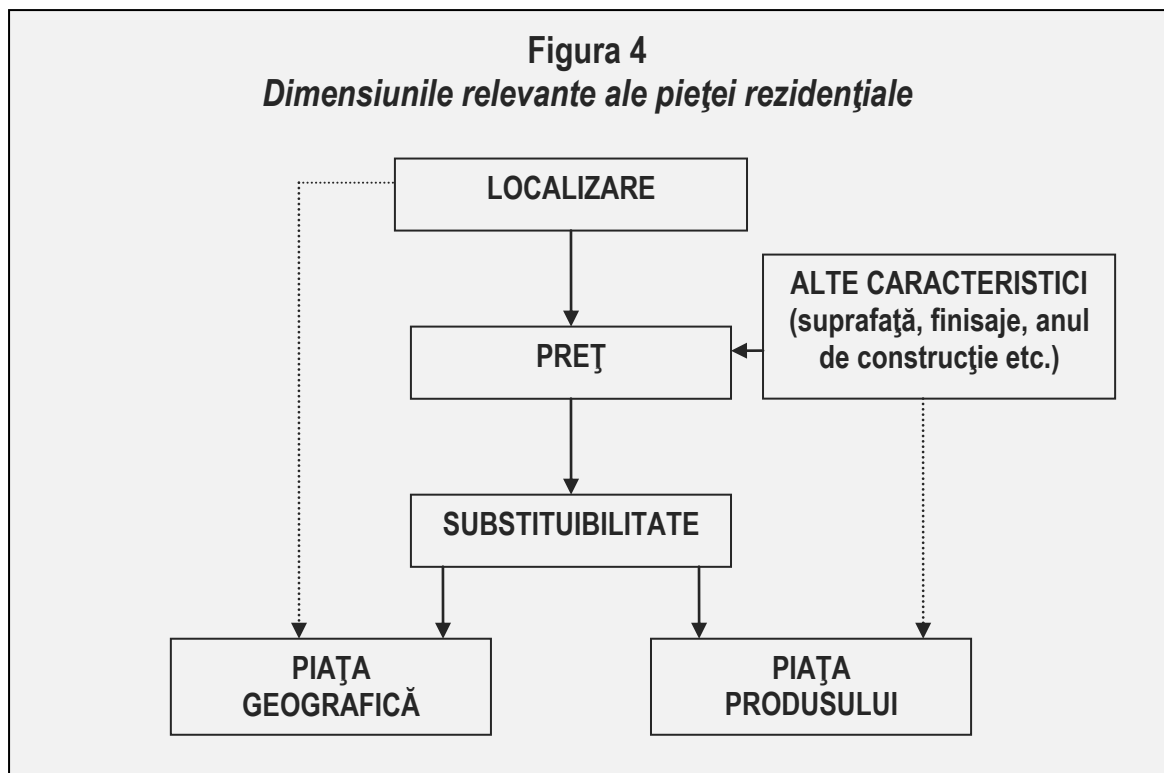 Figura 4
Dimensiunile relevante ale pieţei rezidenţiale
LOCALIZARE
ALTE CARACTERISTICI
(suprafaţă, finisaje, anul
de construcţie etc.)
PREŢ
SUBSTITUIBILITATE
PIAŢA
GEOGRAFICĂ
PIAŢA
PRODUSULUI